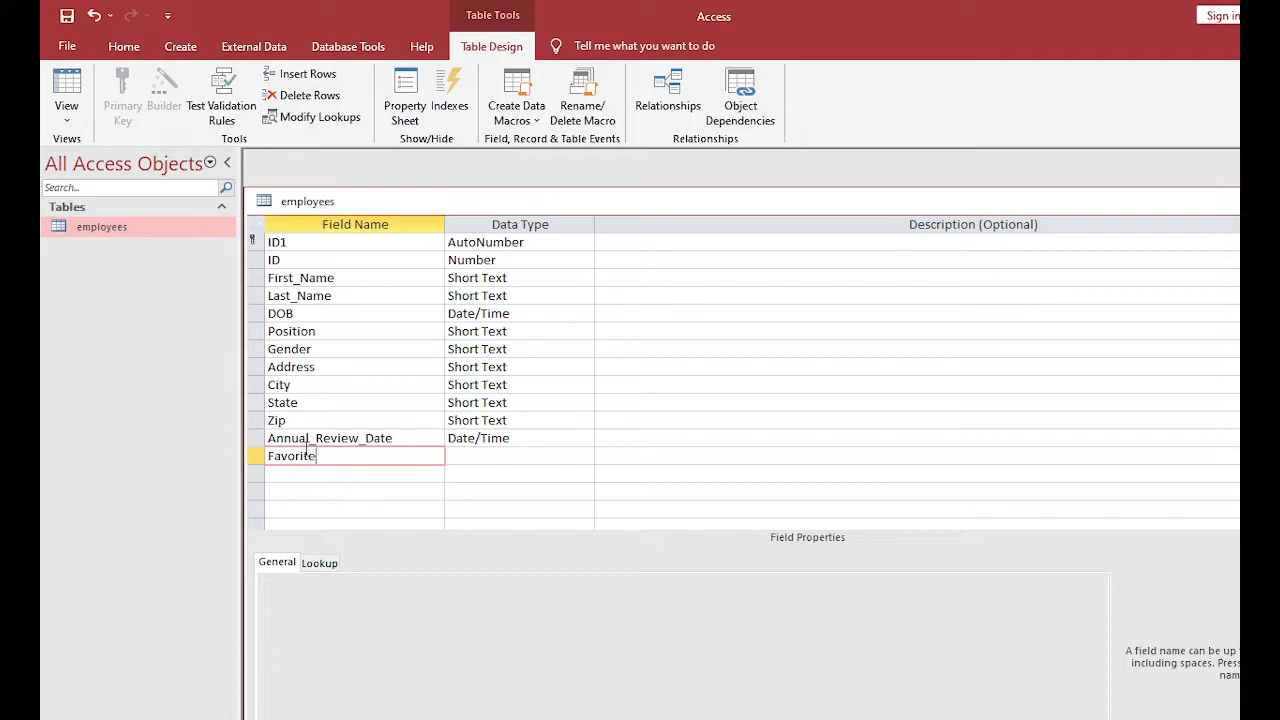 Table Tools
Access
Sign in
File Home Create External Data Database Tools Help Table Design Tell me what you want to do
View
Primary Key
Builder
Test Validation Rules
Insert Rows
Delete Rows
Modify Lookups
Property Sheet
Indexes
Create Data Macros
Rename/ Delete Macro
Relationships
Object Dependencies
Views Tools Show/Hide Field, Record & Table Events Relationships
All Access Objects
Search...
Tables
employees
employees
Field Name Data Type Description (Optional)
ID1 AutoNumber
ID Number
First_Name Short Text
Last_Name Short Text
DOB Date/Time
Position Short Text
Gender Short Text
Address Short Text
City Short Text
State Short Text
Zip Short Text
Annual_Review_Date Date/Time
Favorite
Field Properties
General Lookup
A field name can be up
including spaces. Pres
nam